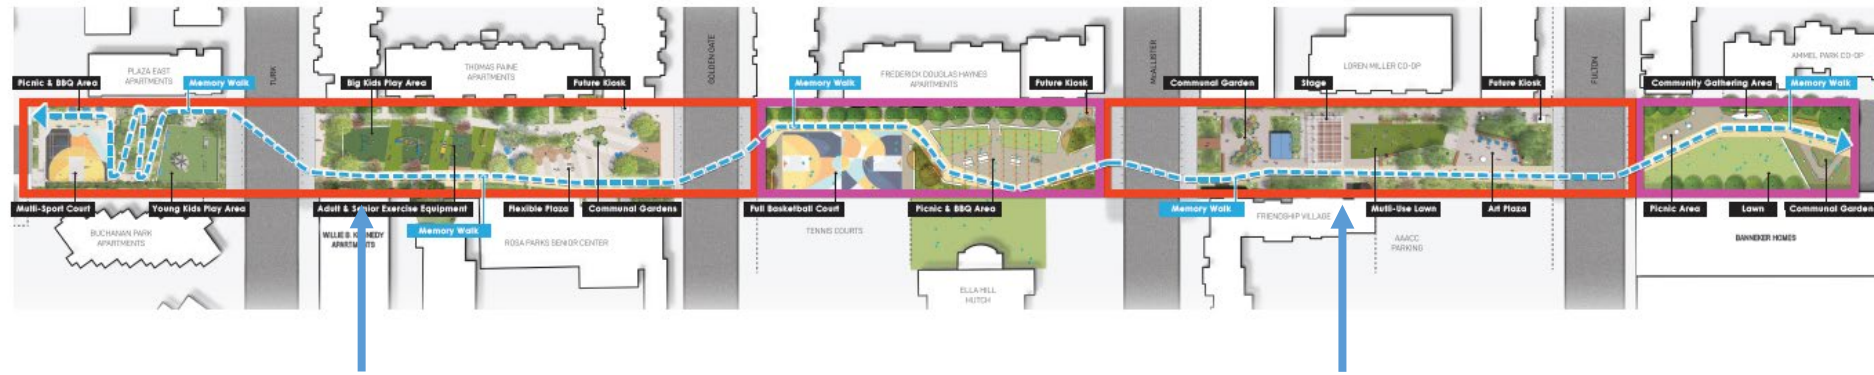 Picnic & BBQ Area
PLAZA EAST
APARTMENTS
Memory Walk
TURK
Multi-Sport Court
Young Kids Play Area
BUCHANAN PARK
APARTMENTS
Big Kids Play Area
THOMAS PAINE
APARTMENTS
Future Kiosk
GOLDEN GATE
Adult & Senior Exercise Equipment
Memory Walk
Flexible Plaza
Communal Gardens
WILLIE B. KENNEDY
APARTMENTS
ROSA PARKS SENIOR CENTER
Memory Walk
FREDERICK DOUGLAS HAYNES
APARTMENTS
Future Kiosk
McALLISTER
Full Basketball Court
Picnic & BBQ Area
TENNIS COURTS
ELLA HILL
HUTCH
Communal Garden
Stage
LOREN MILLER CO-OP
Future Kiosk
FULTON
Memory Walk
FRIENDSHIP VILLAGE
Mutli-Use Lawn
Art Plaza
AAACC
PARKING
AMMEL PARK CO-OP
Community Gathering Area
Memory Walk
Picnic Area
Lawn
Communal Garden
BANNEKER HOMES